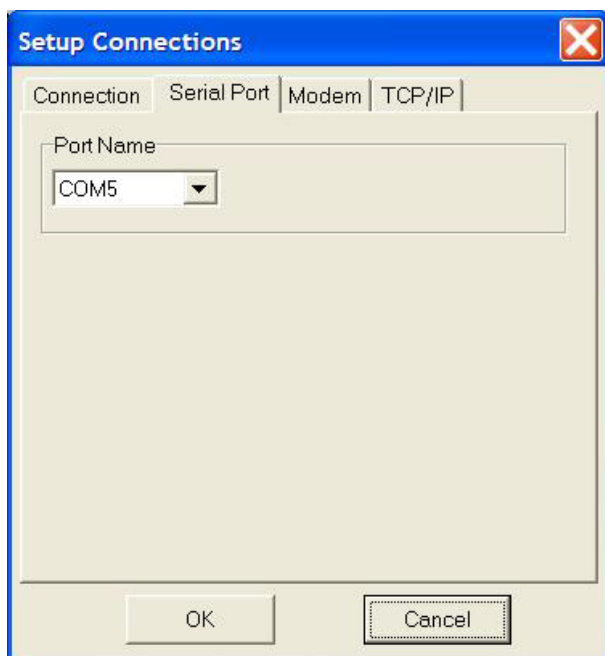 Setup Connections
Connection Serial Port Modem TCP/IP
Port Name
COM5
OK Cancel